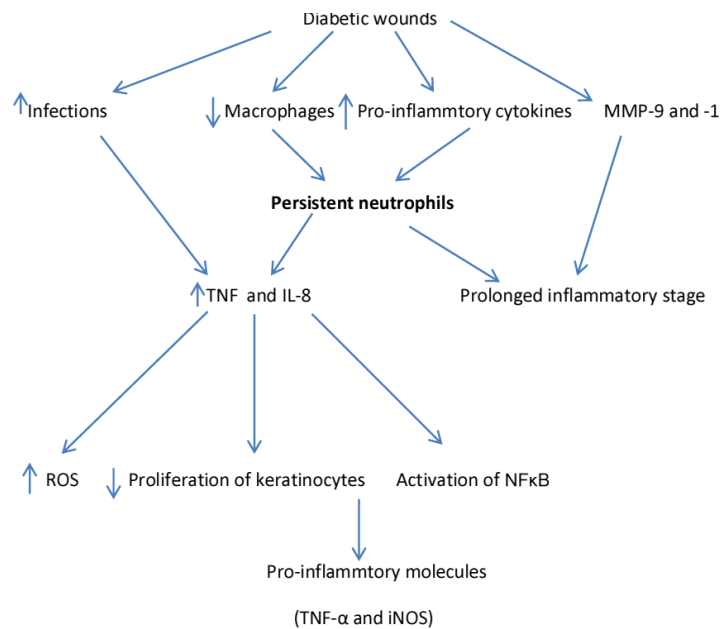 Diabetic wounds
Infections
Macrophages
Pro-inflammtory cytokines
MMP-9 and -1
Persistent neutrophils
TNF and IL-8
Prolonged inflammatory stage
ROS
Proliferation of keratinocytes
Activation of NFκB
Pro-inflammtory molecules
(TNF-α and iNOS)